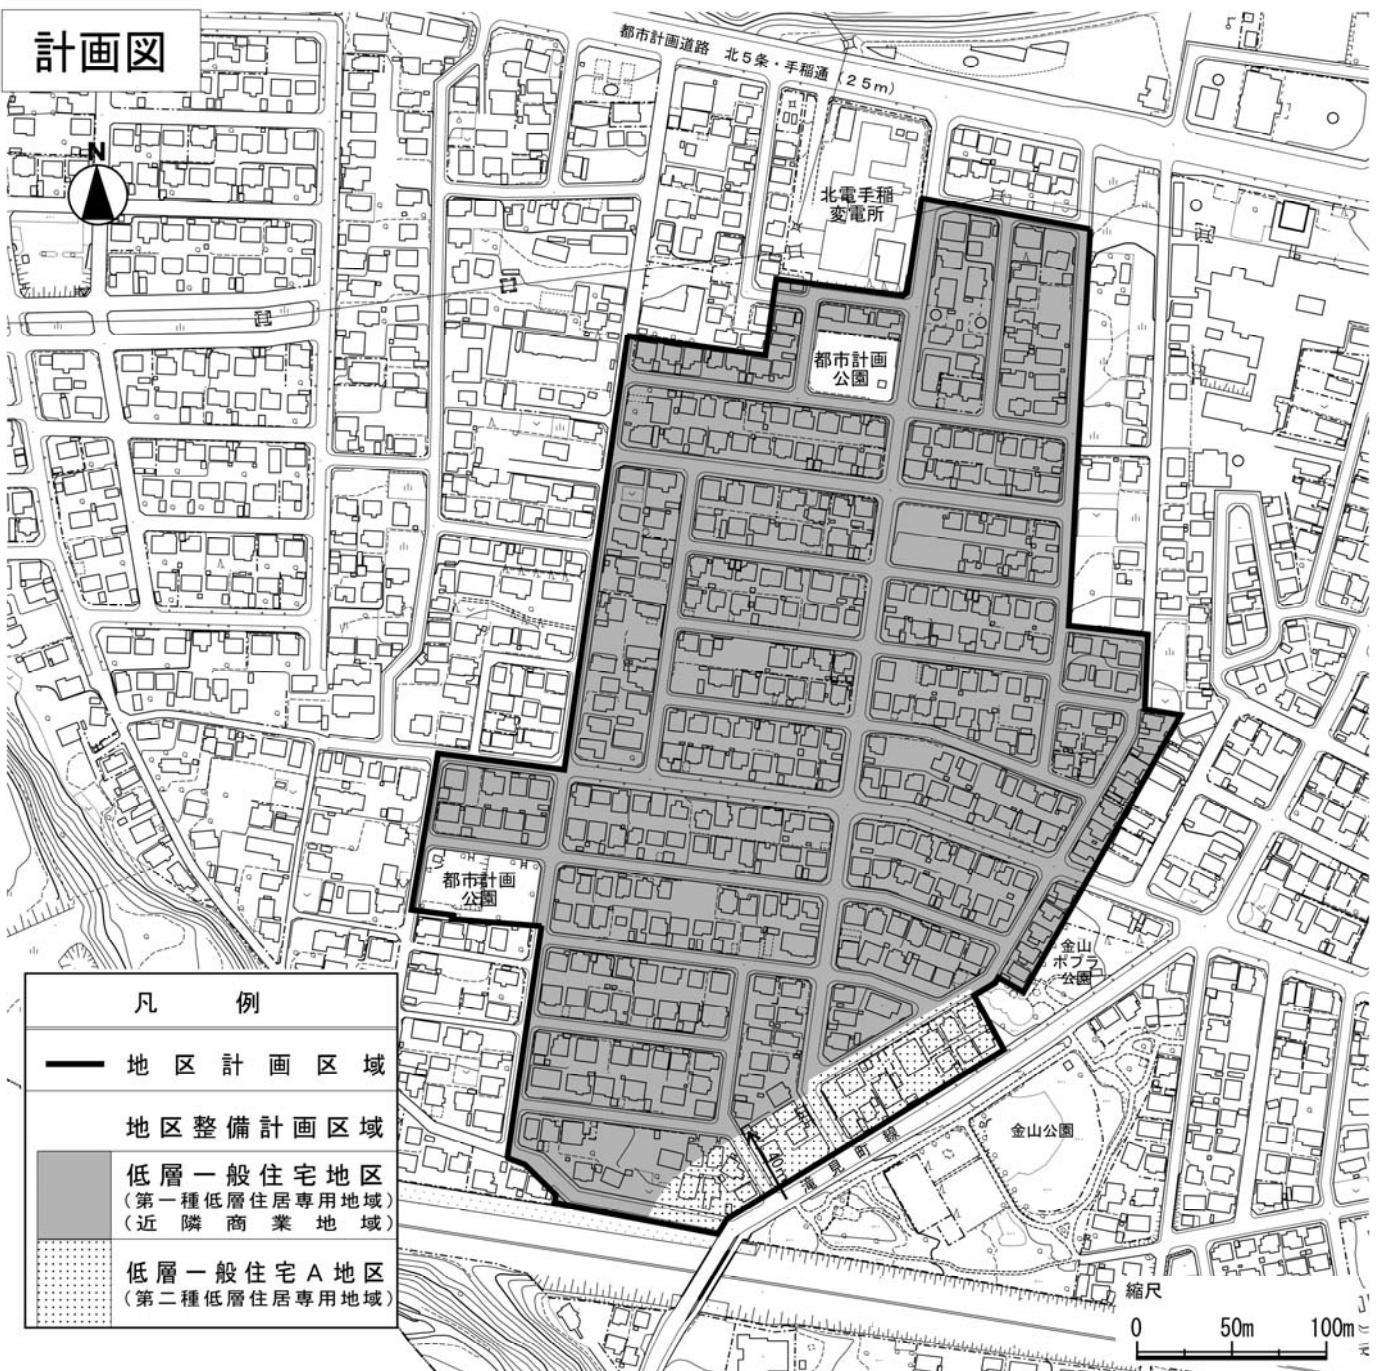 計画図
都市計画道路 北5条・手稲通(25m)
N
北電手稲
変電所
都市計画
公園
都市計画
公園
金山
ポプラ
公園
金山公園
40m
滝見町線
凡例
地区計画区域
地区整備計画区域
低層一般住宅地区
(第一種低層住居専用地域)
(近隣商業地域)
低層一般住宅A地区
(第二種低層住居専用地域)
縮尺
0 50m 100m